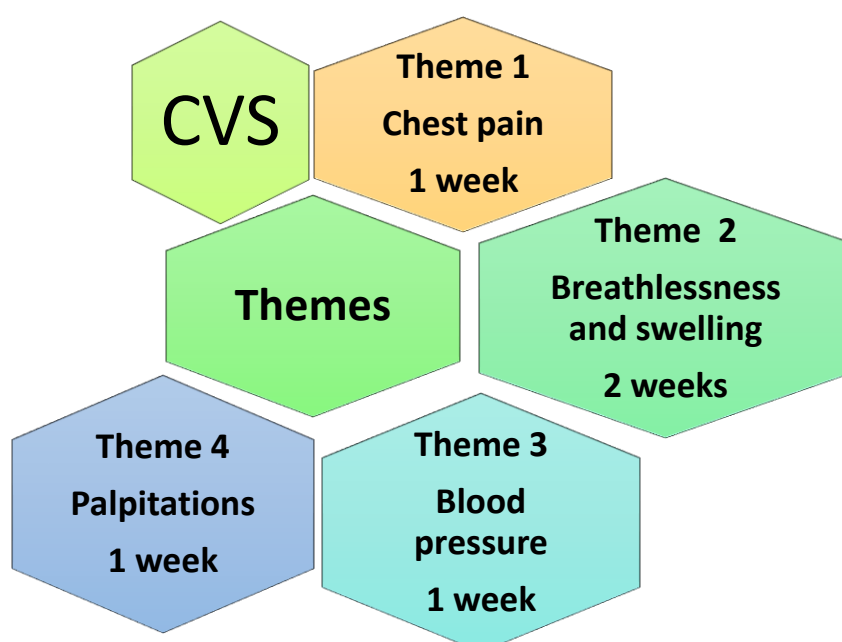 CVS
Theme 1
Chest pain
1 week
Theme 2
Breathlessness
and swelling
2 weeks
Themes
Theme 4
Palpitations
1 week
Theme 3
Blood
pressure
1 week